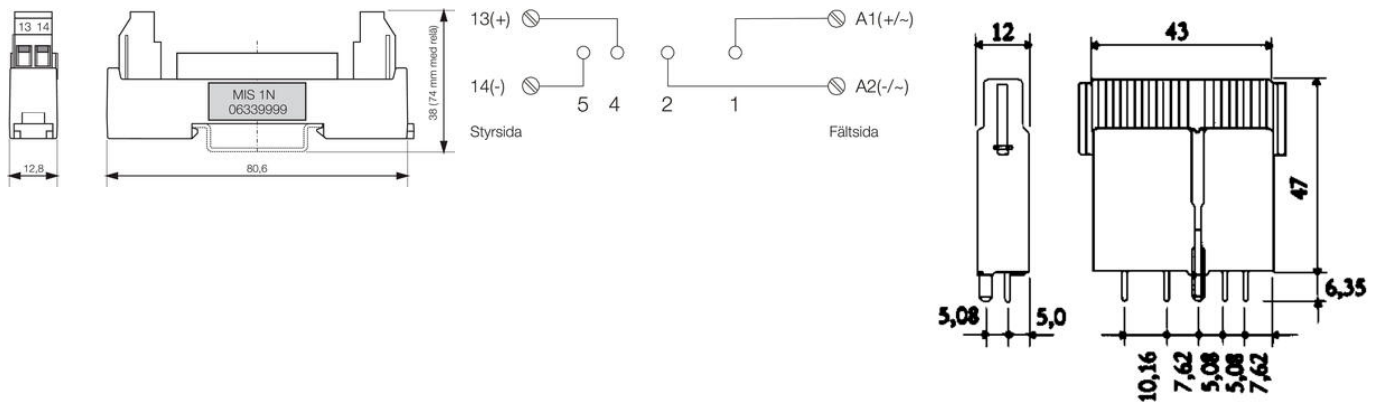 13 14
12,8
MIS 1N
06339999
80,6
38 (74 mm med relä)
13(+)
14(-)
5 4 2 1
A1(+/~)
A2(-/~)
Styrsida
Fältsida
12
5,08
5,0
43
47
6,35
10,16
7,62
5,08
5,08
7,62